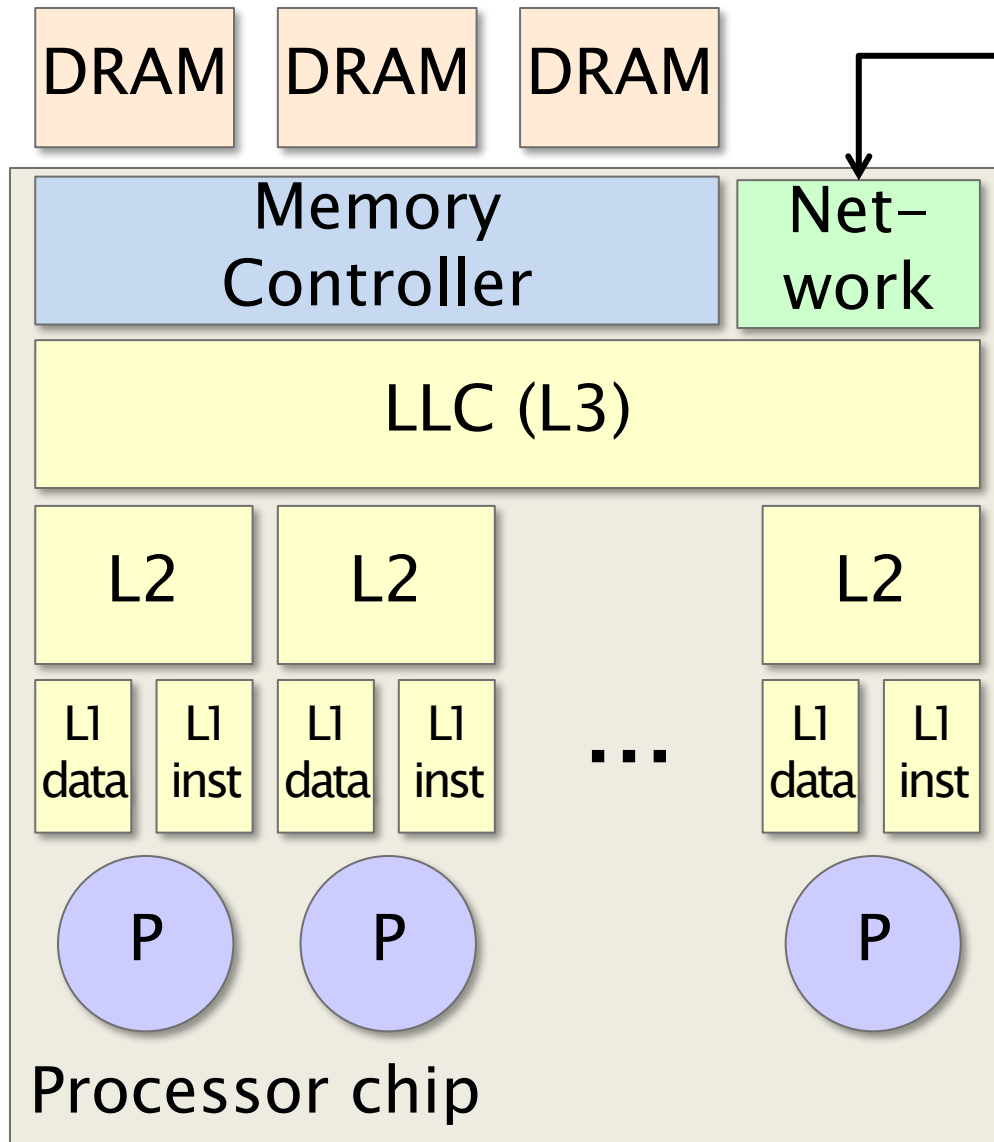 DRAM DRAM DRAM
Memory
Controller
Net-
work
LLC (L3)
L2 L2 L2
L1 L1 L1 L1 L1 L1
data inst data inst ... data inst
P P P
Processor chip